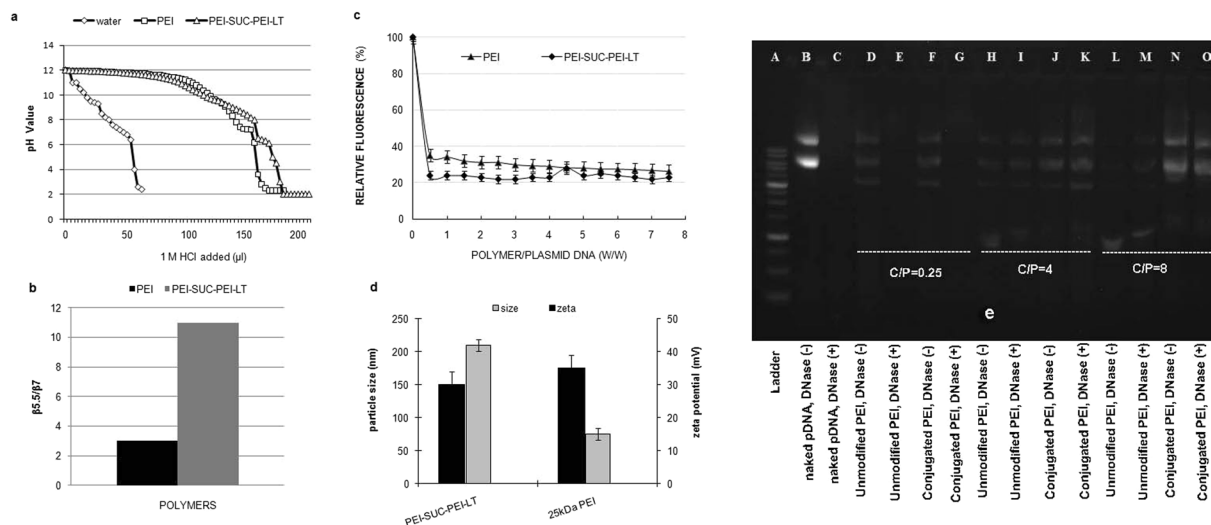 a
water PEI PEI-SUC-PEI-LT
14
12
10
8
6
4
2
0
pH Value
0 50 100 150 200
1 M HCl added (µl)
b
PEI PEI-SUC-PEI-LT
12
10
8
6
4
2
0
β5.5/β7
POLYMERS
c
PEI PEI-SUC-PEI-LT
100
80
60
40
20
0
RELATIVE FLUORESCENCE (%)
0 1 2 3 4 5 6 7 8
POLYMER/PLASMID DNA (W/W)
d
size zeta
250
200
150
100
50
0
particle size (nm)
50
40
30
20
10
0
zeta potential (mV)
PEI-SUC-PEI-LT 25kDa PEI
A B C D E F G H I J K L M N O
C/P=0.25 C/P=4 C/P=8
e
Ladder
naked pDNA, DNase (-)
naked pDNA, DNase (+)
Unmodified PEI, DNase (-)
Unmodified PEI, DNase (+)
Conjugated PEI, DNase (-)
Conjugated PEI, DNase (+)
Unmodified PEI, DNase (-)
Unmodified PEI, DNase (+)
Conjugated PEI, DNase (-)
Conjugated PEI, DNase (+)
Unmodified PEI, DNase (-)
Unmodified PEI, DNase (+)
Conjugated PEI, DNase (-)
Conjugated PEI, DNase (+)